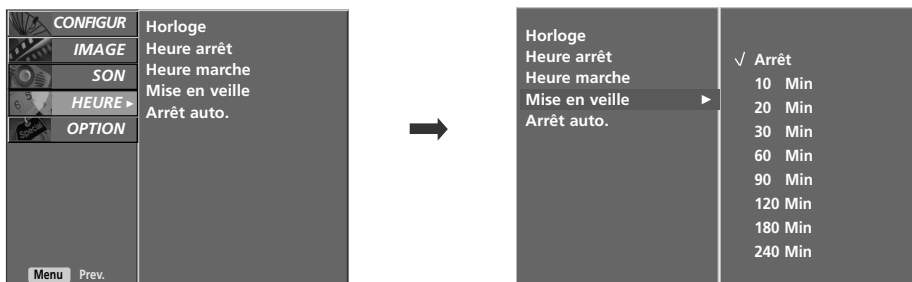 CONFIGUR
IMAGE
SON
HEURE
OPTION
Horloge
Heure arrêt
Heure marche
Mise en veille
Arrêt auto.
Menu Prev.
Horloge
Heure arrêt
Heure marche
Mise en veille
Arrêt auto.
Arrêt
10 Min
20 Min
30 Min
60 Min
90 Min
120 Min
180 Min
240 Min